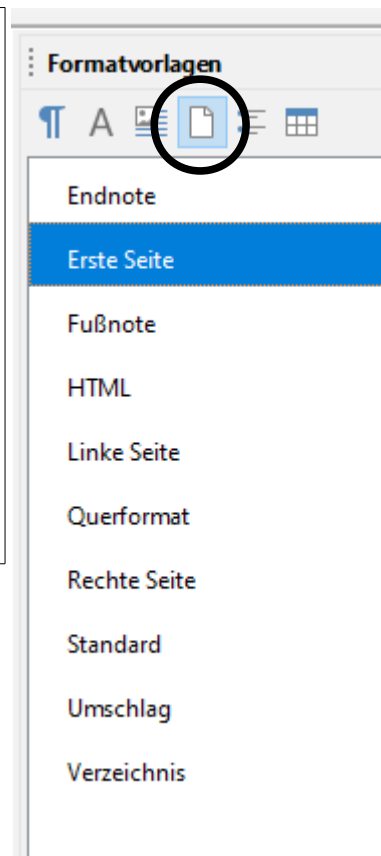 Formatvorlagen
Endnote
Erste Seite
Fußnote
HTML
Linke Seite
Querformat
Rechte Seite
Standard
Umschlag
Verzeichnis